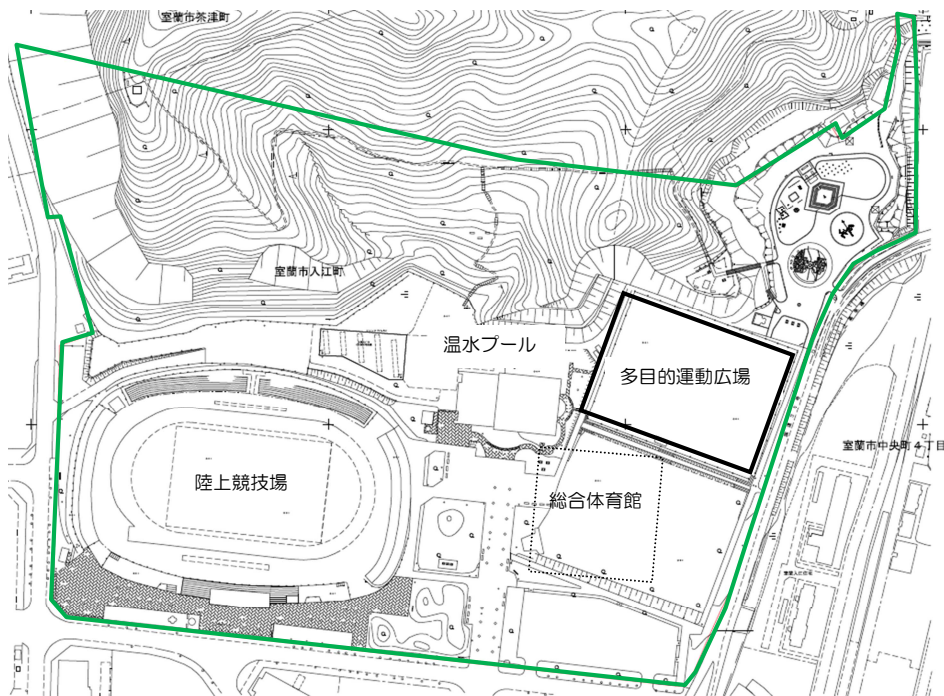 室蘭市茶津町
室蘭市入江町
温水プール
多目的運動広場
室蘭市中央町4丁目
陸上競技場
総合体育館